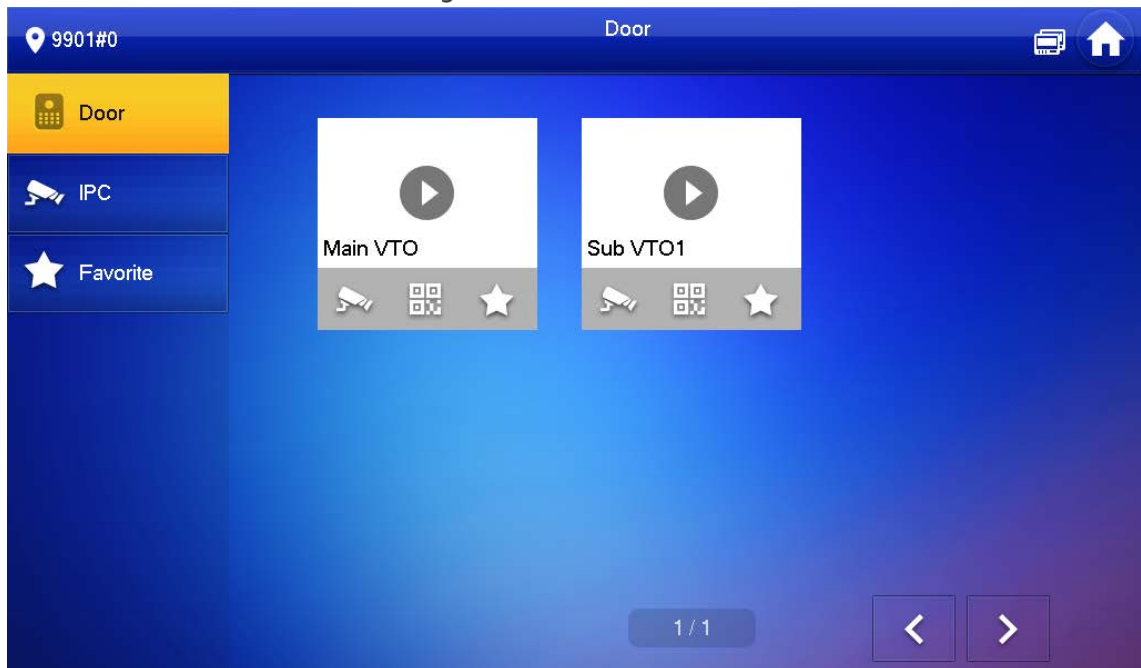 9901#0
Door
Door
IPC
Favorite
Main VTO
Sub VTO1
1/1